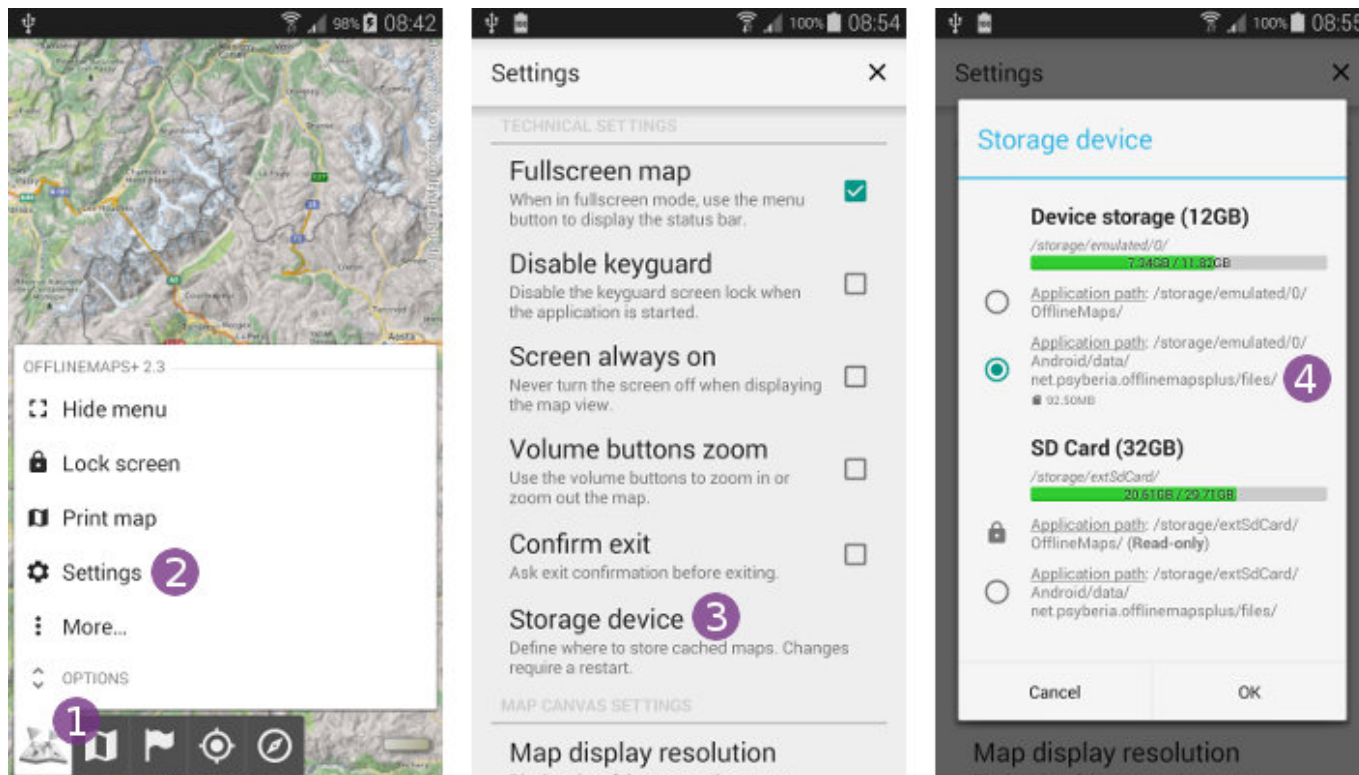 98% 08:42
OFFLINEMAPS+ 2.3
Hide menu
Lock screen
Print map
Settings 2
More...
OPTIONS
1
100% 08:54
Settings
TECHNICAL SETTINGS
Fullscreen map
When in fullscreen mode, use the menu
button to display the status bar.
Disable keyguard
Disable the keyguard screen lock when
the application is started.
Screen always on
Never turn the screen off when displaying
the map view.
Volume buttons zoom
Use the volume buttons to zoom in or
zoom out the map.
Confirm exit
Ask exit confirmation before exiting.
Storage device 3
Define where to store cached maps. Changes
require a restart.
MAP CANVAS SETTINGS
Map display resolution
100% 08:55
Settings
Storage device
Device storage (12GB)
/storage/emulated/0/
7.34GB / 11.82GB
Application path: /storage/emulated/0/
OfflineMaps/
Application path: /storage/emulated/0/
Android/data/
net.psyberia.offlinemapsplus/files/ 4
92.50MB
SD Card (32GB)
/storage/extSdCard/
20.61GB / 29.71GB
Application path: /storage/extSdCard/
OfflineMaps/ (Read-only)
Application path: /storage/extSdCard/
Android/data/
net.psyberia.offlinemapsplus/files/
Cancel OK
Map display resolution